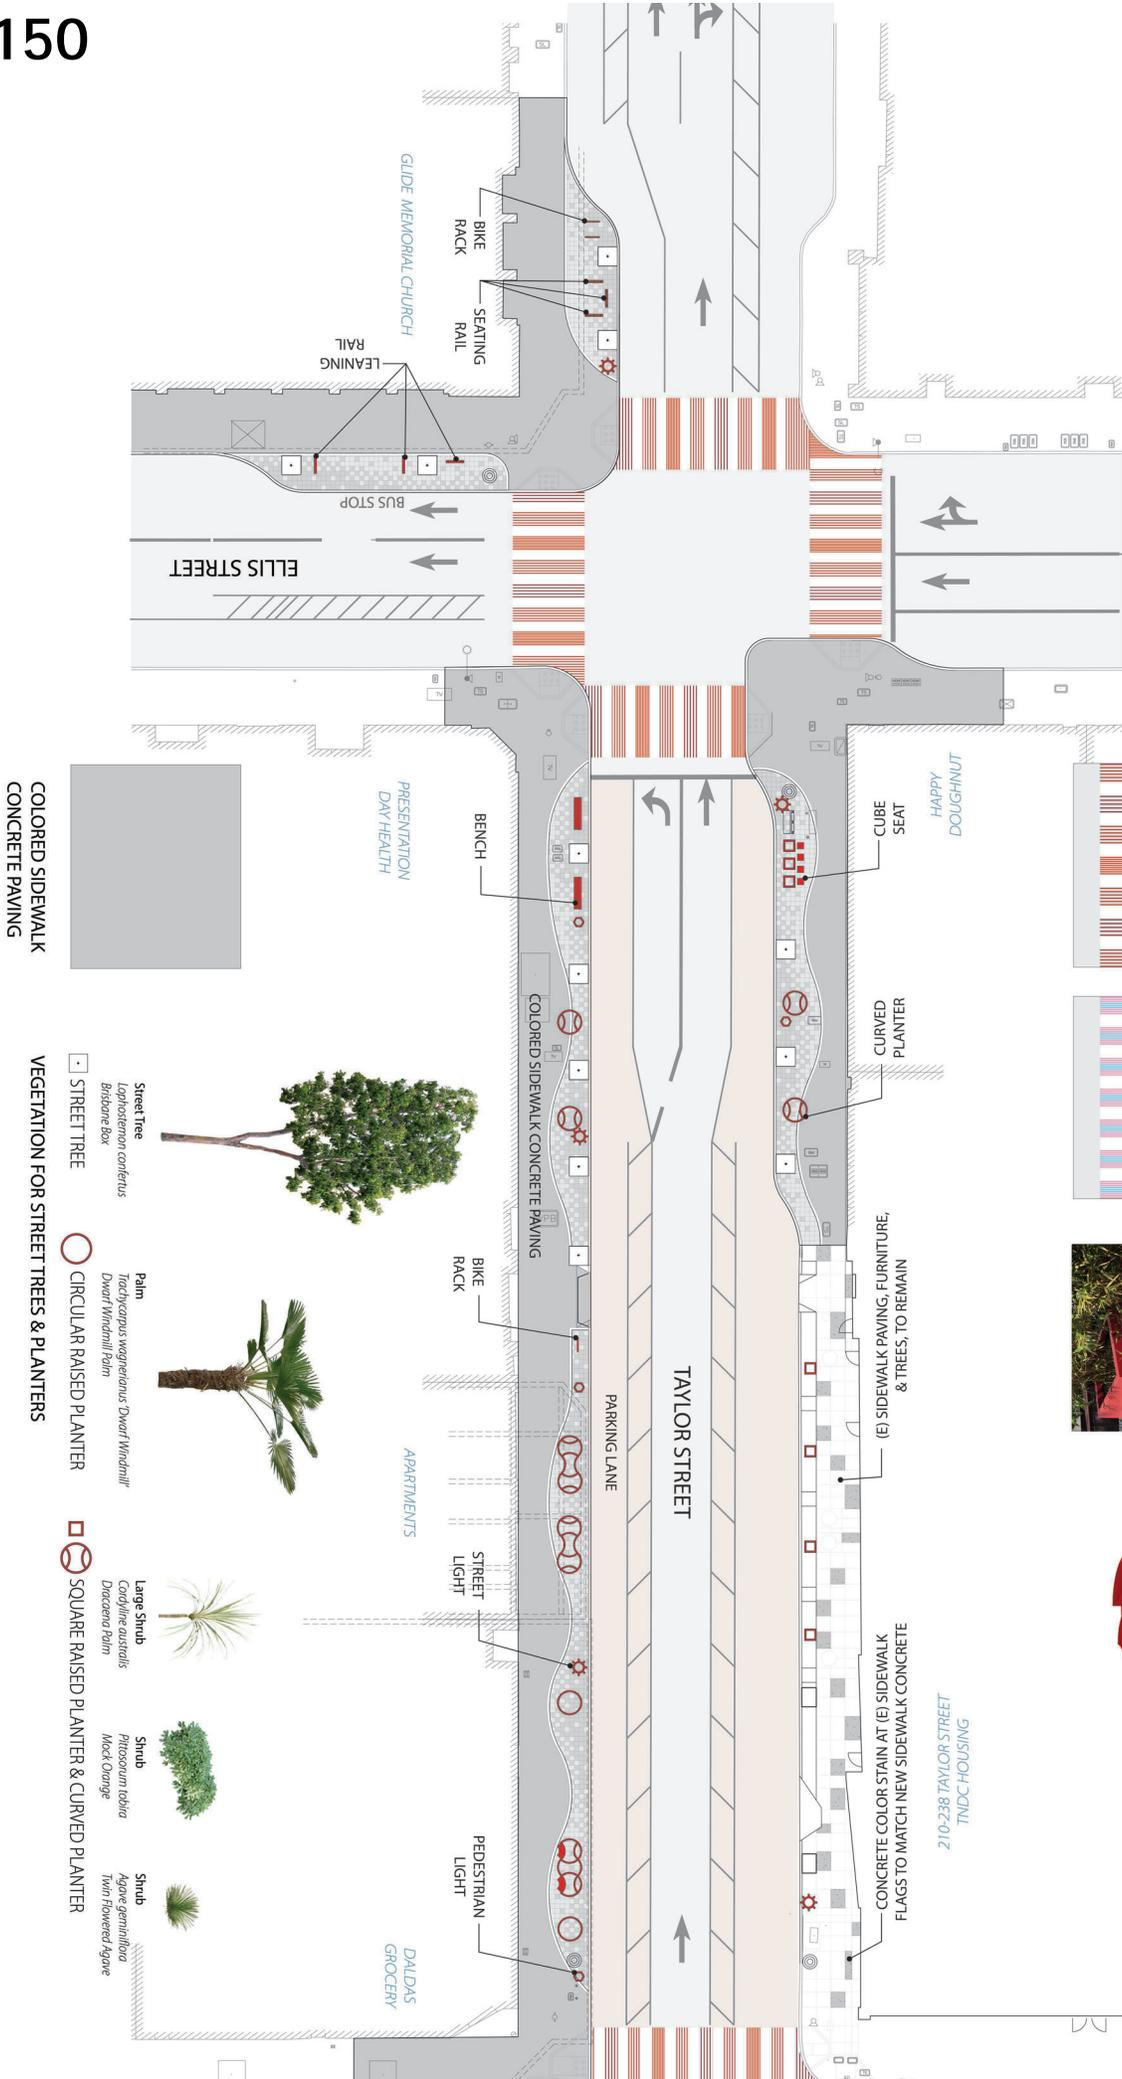 150
GLIDE MEMORIAL CHURCH
BIKE
RACK
SEATING
RAIL
LEANING
RAIL
BUS STOP
ELLIS STREET
PRESENTATION
DAY HEALTH
BENCH
CUBE
SEAT
HAPPY
DOUGHNUT
COLORED SIDEWALK
CONCRETE PAVING
COLORED SIDEWALK CONCRETE PAVING
CURVED
PLANTER
(E) SIDEWALK PAVING, FURNITURE,
& TREES, TO REMAIN
BIKE
RACK
PARKING LANE
TAYLOR STREET
APARTMENTS
STREET
LIGHT
CONCRETE COLOR STAIN AT (E) SIDEWALK
FLAGS TO MATCH NEW SIDEWALK CONCRETE
210-238 TAYLOR STREET
TNDC HOUSING
PEDESTRIAN
LIGHT
DALDAS
GROCERY
Street Tree
Lophostemon confertus
Brisbane Box
Palm
Trachycarpus wagnerianus 'Dwarf Windmill'
Dwarf Windmill Palm
Large Shrub
Cordyline australis
Dracaena Palm
Shrub
Pittosorum tobira
Mock Orange
Shrub
Agave geminiflora
Twin Flowered Agave
STREET TREE
CIRCULAR RAISED PLANTER
SQUARE RAISED PLANTER & CURVED PLANTER
VEGETATION FOR STREET TREES & PLANTERS